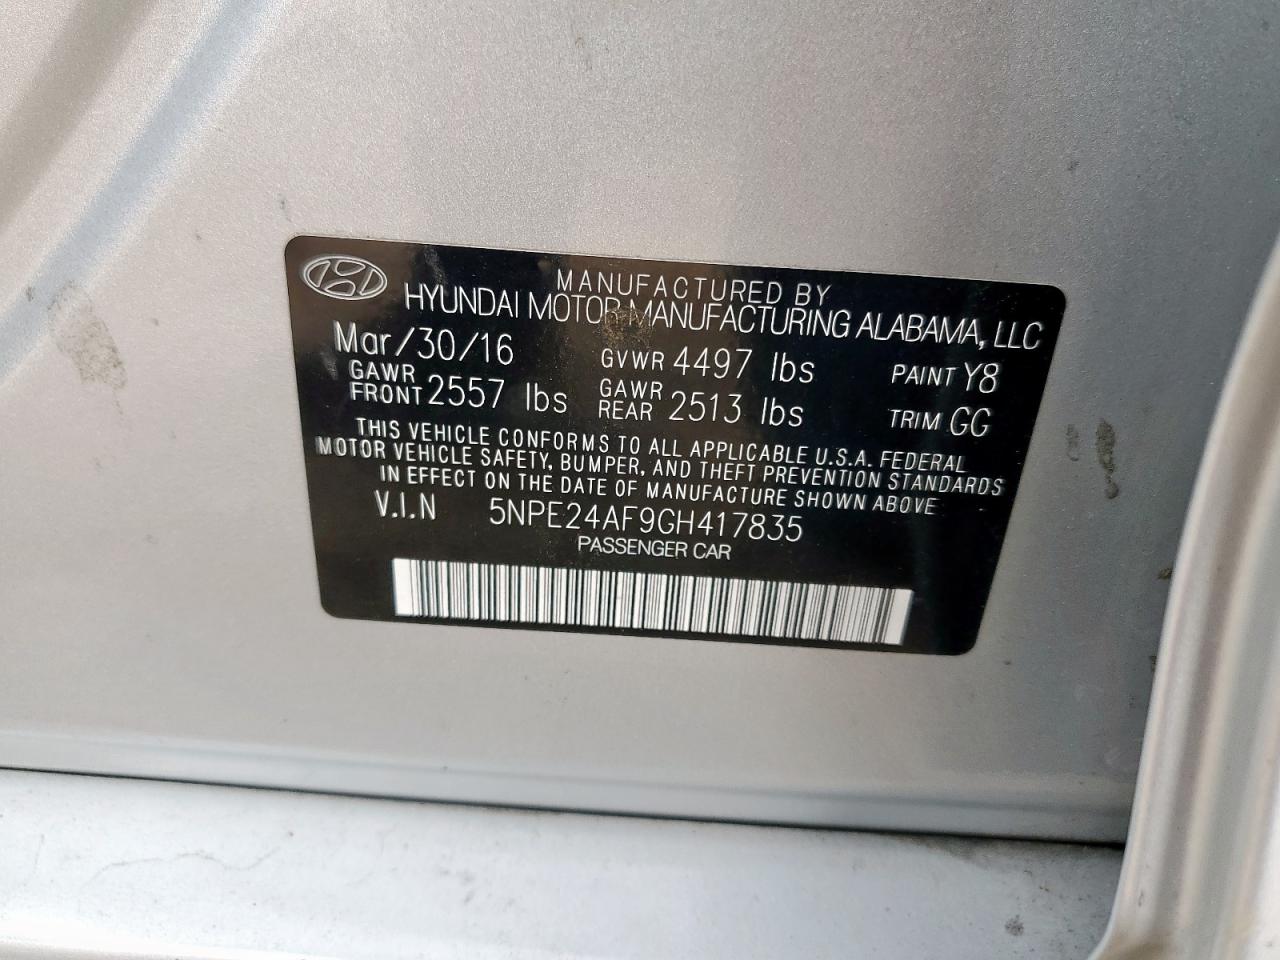 MANUFACTURED BY
HYUNDAI MOTOR MANUFACTURING ALABAMA, LLC
Mar/30/16 GVWR 4497 lbs PAINT Y8
GAWR FRONT 2557 lbs GAWR REAR 2513 lbs TRIM GG
THIS VEHICLE CONFORMS TO ALL APPLICABLE U.S.A. FEDERAL
MOTOR VEHICLE SAFETY, BUMPER, AND THEFT PREVENTION STANDARDS
IN EFFECT ON THE DATE OF MANUFACTURE SHOWN ABOVE
V.I.N 5NPE24AF9GH417835
PASSENGER CAR